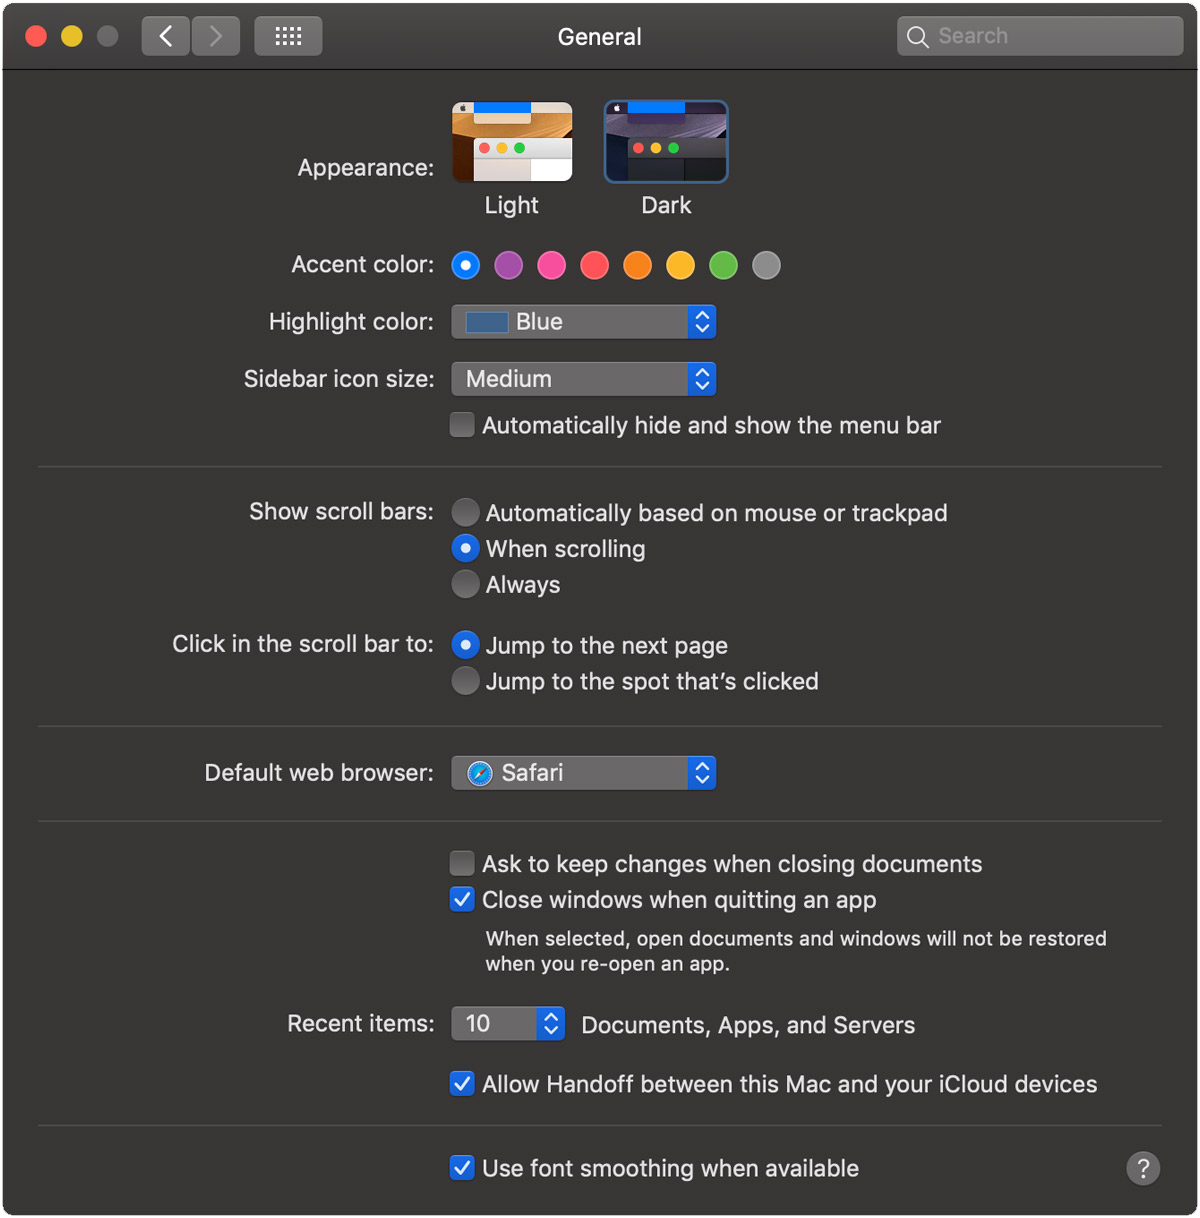 General
Search
Appearance:
Light
Dark
Accent color:
Highlight color: Blue
Sidebar icon size: Medium
Automatically hide and show the menu bar
Show scroll bars: Automatically based on mouse or trackpad
When scrolling
Always
Click in the scroll bar to: Jump to the next page
Jump to the spot that’s clicked
Default web browser: Safari
Ask to keep changes when closing documents
Close windows when quitting an app
When selected, open documents and windows will not be restored
when you re-open an app.
Recent items: 10 Documents, Apps, and Servers
Allow Handoff between this Mac and your iCloud devices
Use font smoothing when available
?